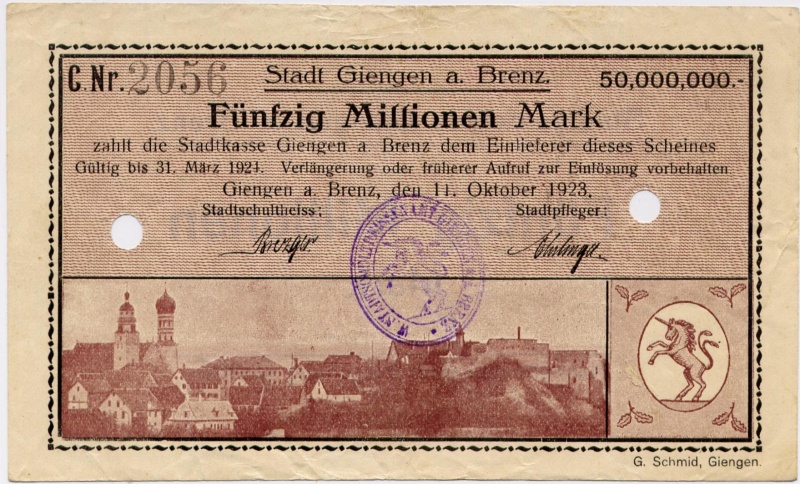 C. Nr. 2056 Stadt Giengen a. Brenz. 50,000,000.-
Fünfzig Millionen Mark
zahlt die Stadtkasse Giengen a Brenz dem Einlieferer dieses Scheines
Gültig bis 31. März 1924. Verlängerung oder früherer Aufruf zur Einlösung vorbehalten
Giengen a. Brenz, den 11. Oktober 1923.
Stadtschultheiss: Stadtpfleger:
G. Schmid, Giengen.